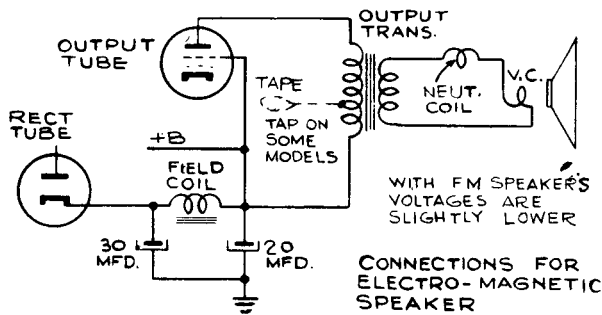 OUTPUT
TRANS.
OUTPUT
TUBE
TAPE
TAP ON
SOME
MODELS
NEUT.
COIL
V.C.
RECT
TUBE
+B
FIELD
COIL
WITH FM SPEAKER'S
VOLTAGES ARE
SLIGHTLY LOWER
30
MFD.
20
MFD.
CONNECTIONS FOR
ELECTRO-MAGNETIC
SPEAKER